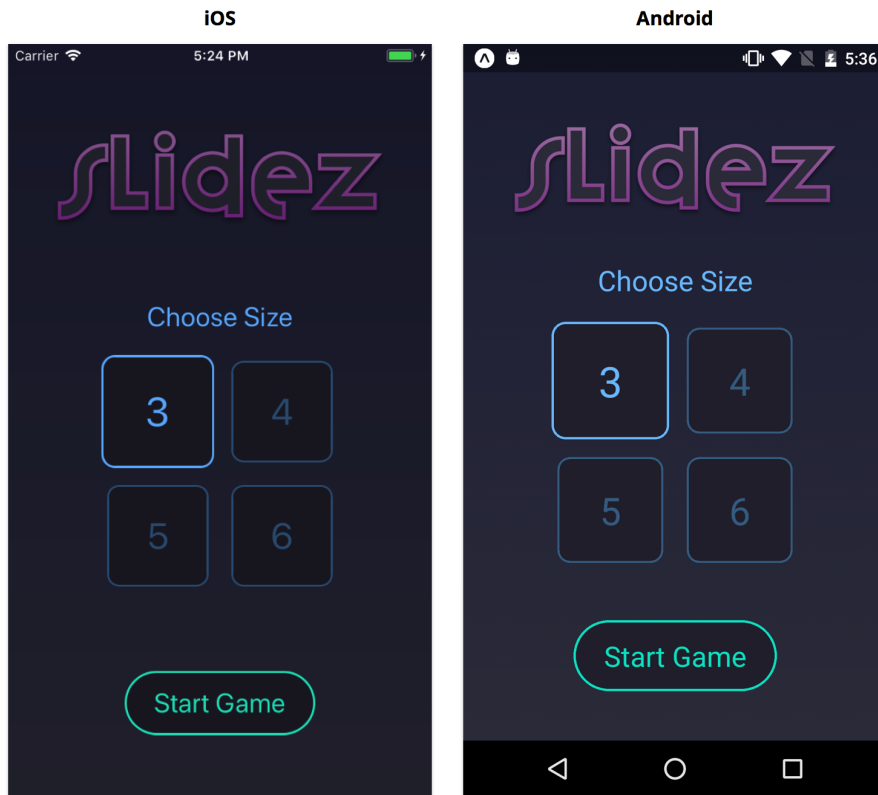 iOS
Carrier 5:24 PM
sLidez
Choose Size
3 4
5 6
Start Game
Android
5:36
sLidez
Choose Size
3 4
5 6
Start Game